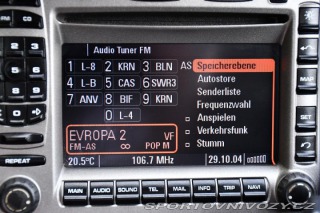 Audio Tuner FM
1 L-8 2 KRN 3 BLN AS Speicherebene
4 L-B 5 CAS 6 SWR3 Autostore
7 ANV 8 BIF 9 KRN Senderliste
0 L-4 Frequenzwahl
Anspielen
EVROPA 2 VF Verkehrsfunk
FM-AS ∞ POP M Stumm
20.5°C 106.7 MHz 29.10.04
REPEAT
MAIN AUDIO SOUND TEL MAIL INFO TRIP NAVI
SPORTOVNIVOZY.CZ